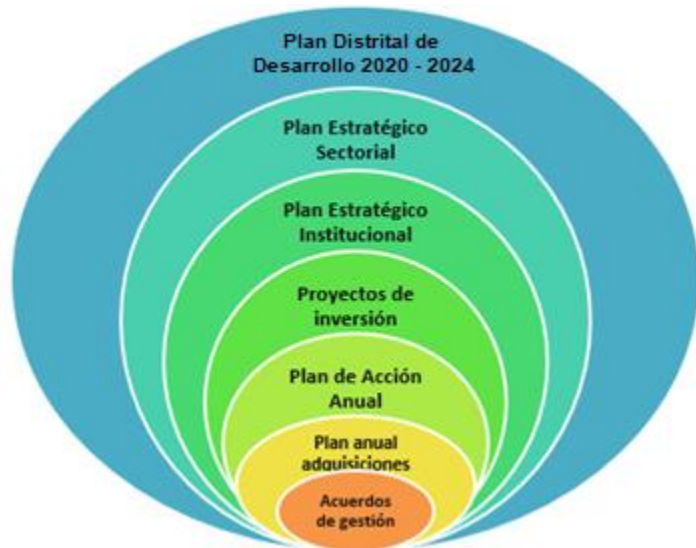 Plan Distrital de
Desarrollo 2020 - 2024
Plan Estratégico
Sectorial
Plan Estratégico
Institucional
Proyectos de
inversión
Plan de Acción
Anual
Plan anual
adquisiciones
Acuerdos
de gestión